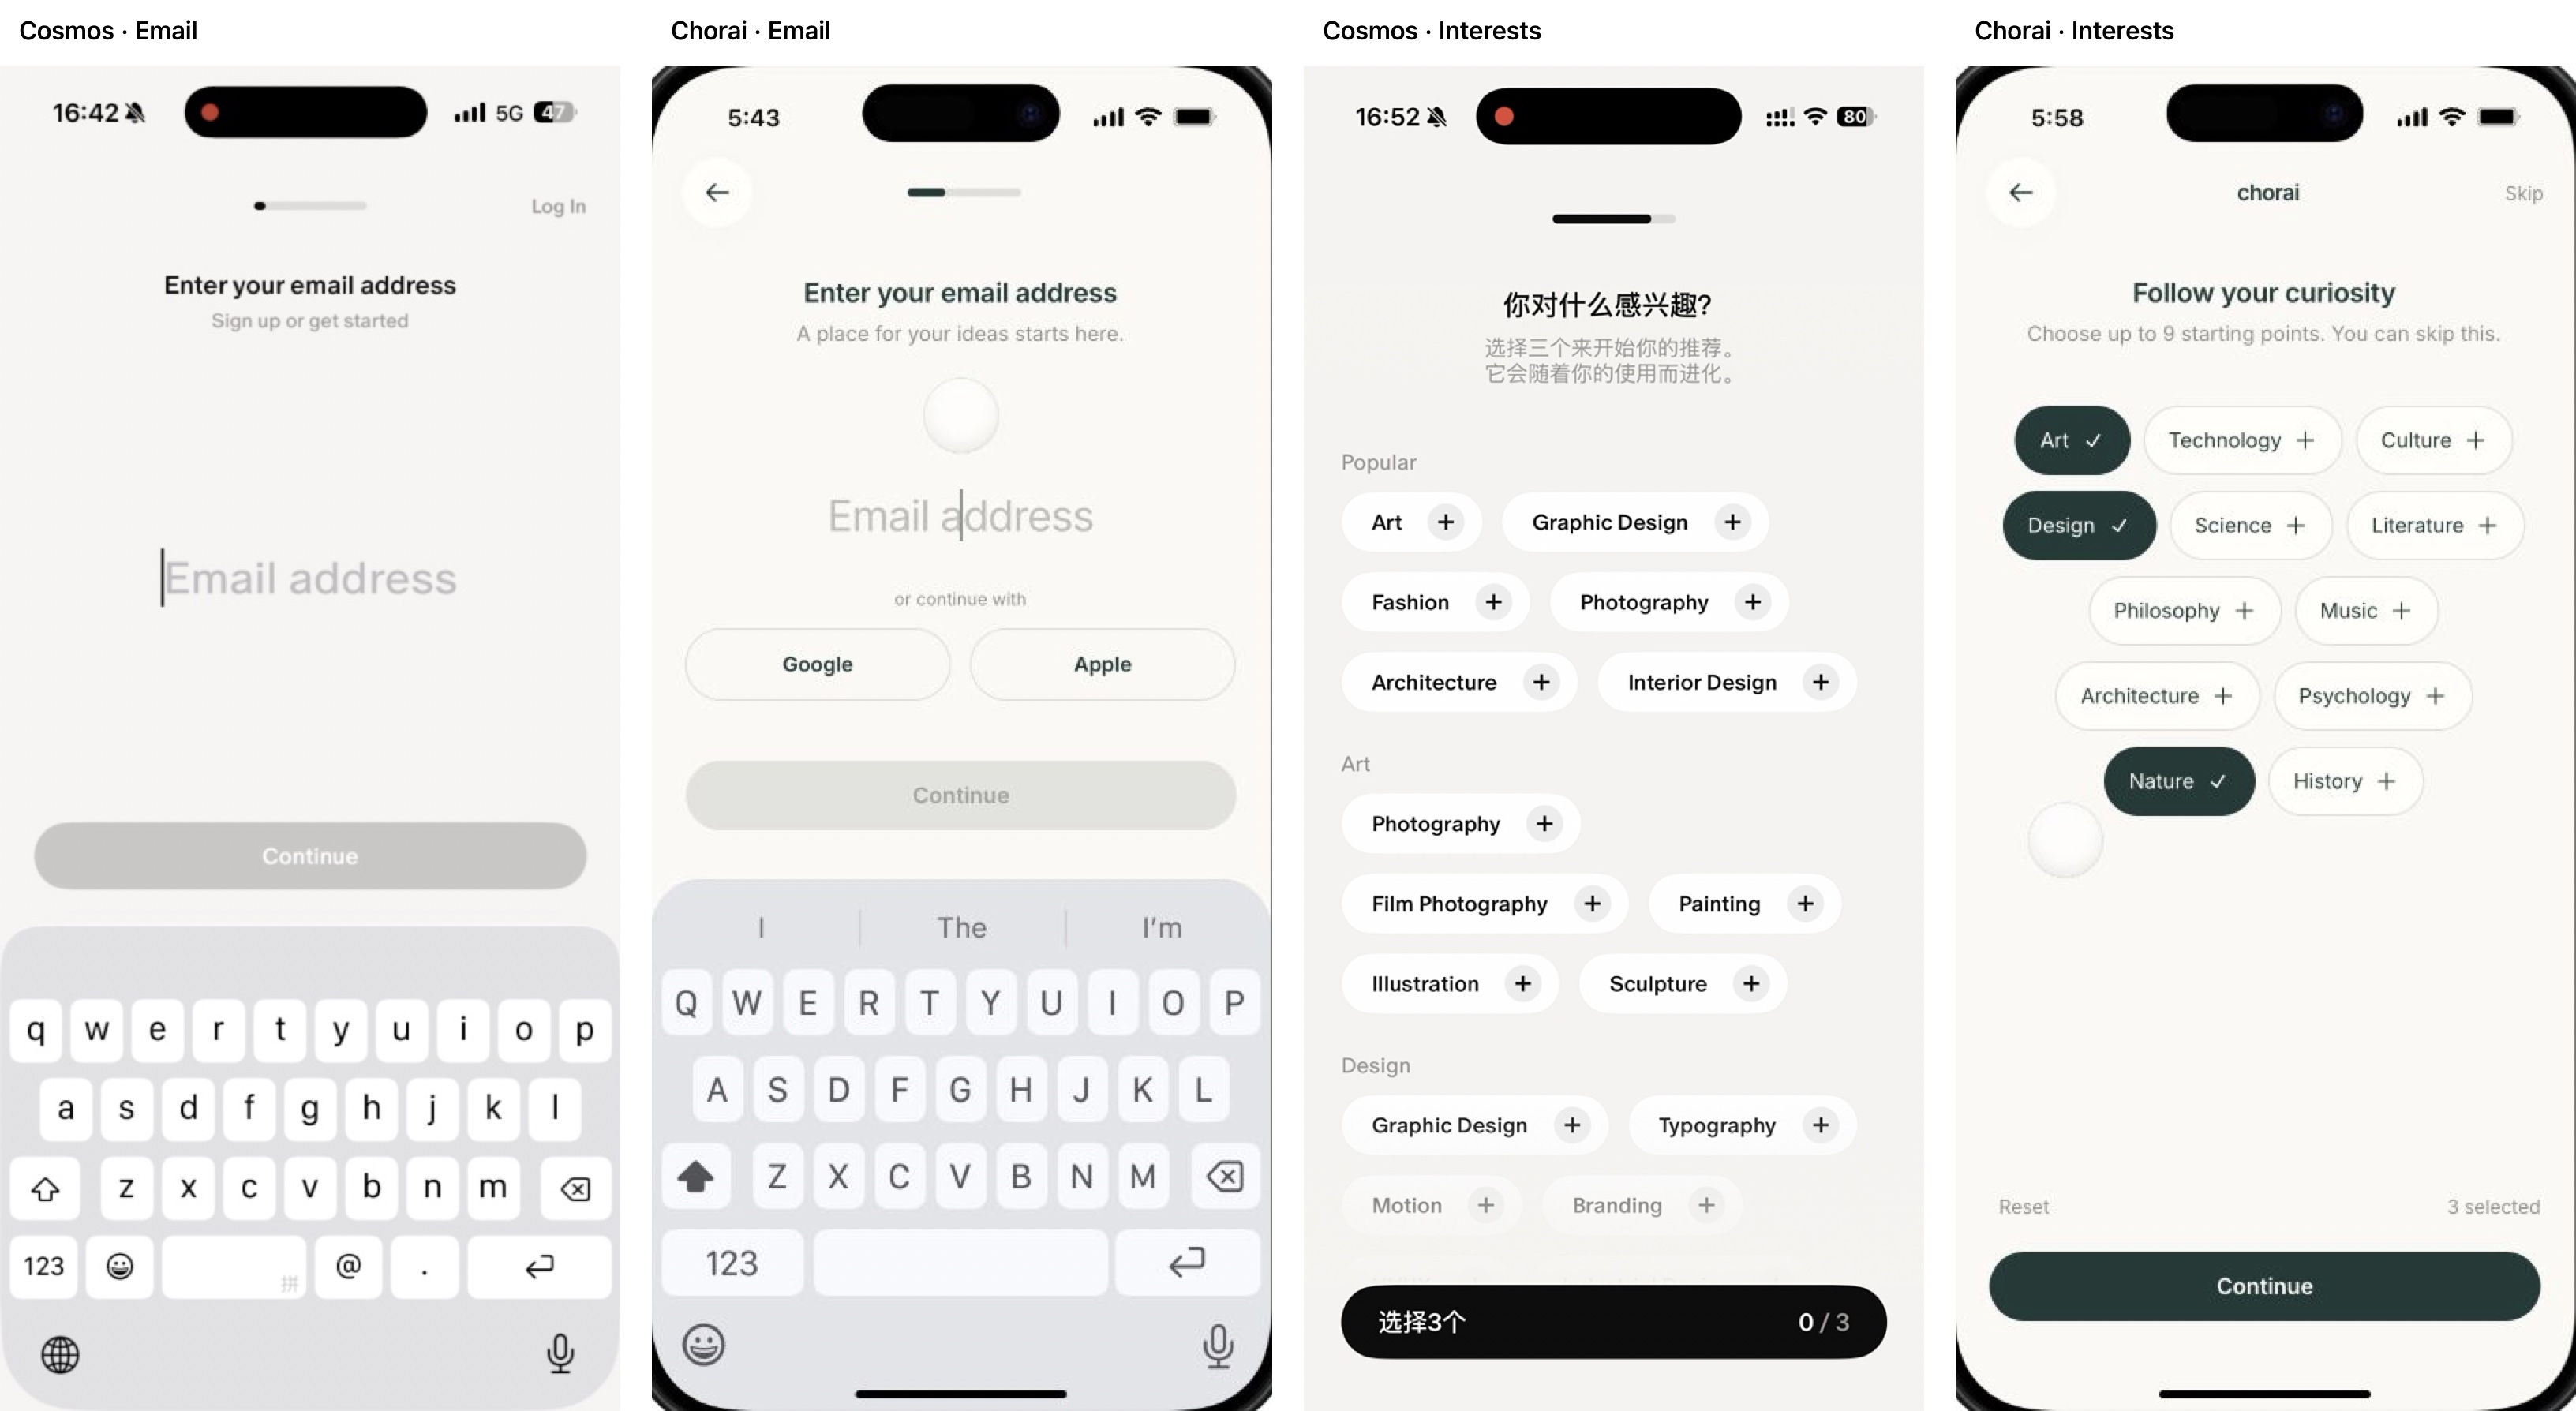 Cosmos · Email
16:42
5G 47
Log In
Enter your email address
Sign up or get started
Email address
Continue
q w e r t y u i o p
a s d f g h j k l
z x c v b n m
123 拼 @ .
Chorai · Email
5:43
Enter your email address
A place for your ideas starts here.
Email address
or continue with
Google Apple
Continue
I The I'm
Q W E R T Y U I O P
A S D F G H J K L
Z X C V B N M
123
Cosmos · Interests
16:52
80
你对什么感兴趣?
选择三个来开始你的推荐。
它会随着你的使用而进化。
Popular
Art + Graphic Design +
Fashion + Photography +
Architecture + Interior Design +
Art
Photography +
Film Photography + Painting +
Illustration + Sculpture +
Design
Graphic Design + Typography +
Motion + Branding +
选择3个 0 / 3
Chorai · Interests
5:58
chorai Skip
Follow your curiosity
Choose up to 9 starting points. You can skip this.
Art ✓ Technology + Culture +
Design ✓ Science + Literature +
Philosophy + Music +
Architecture + Psychology +
Nature ✓ History +
Reset 3 selected
Continue